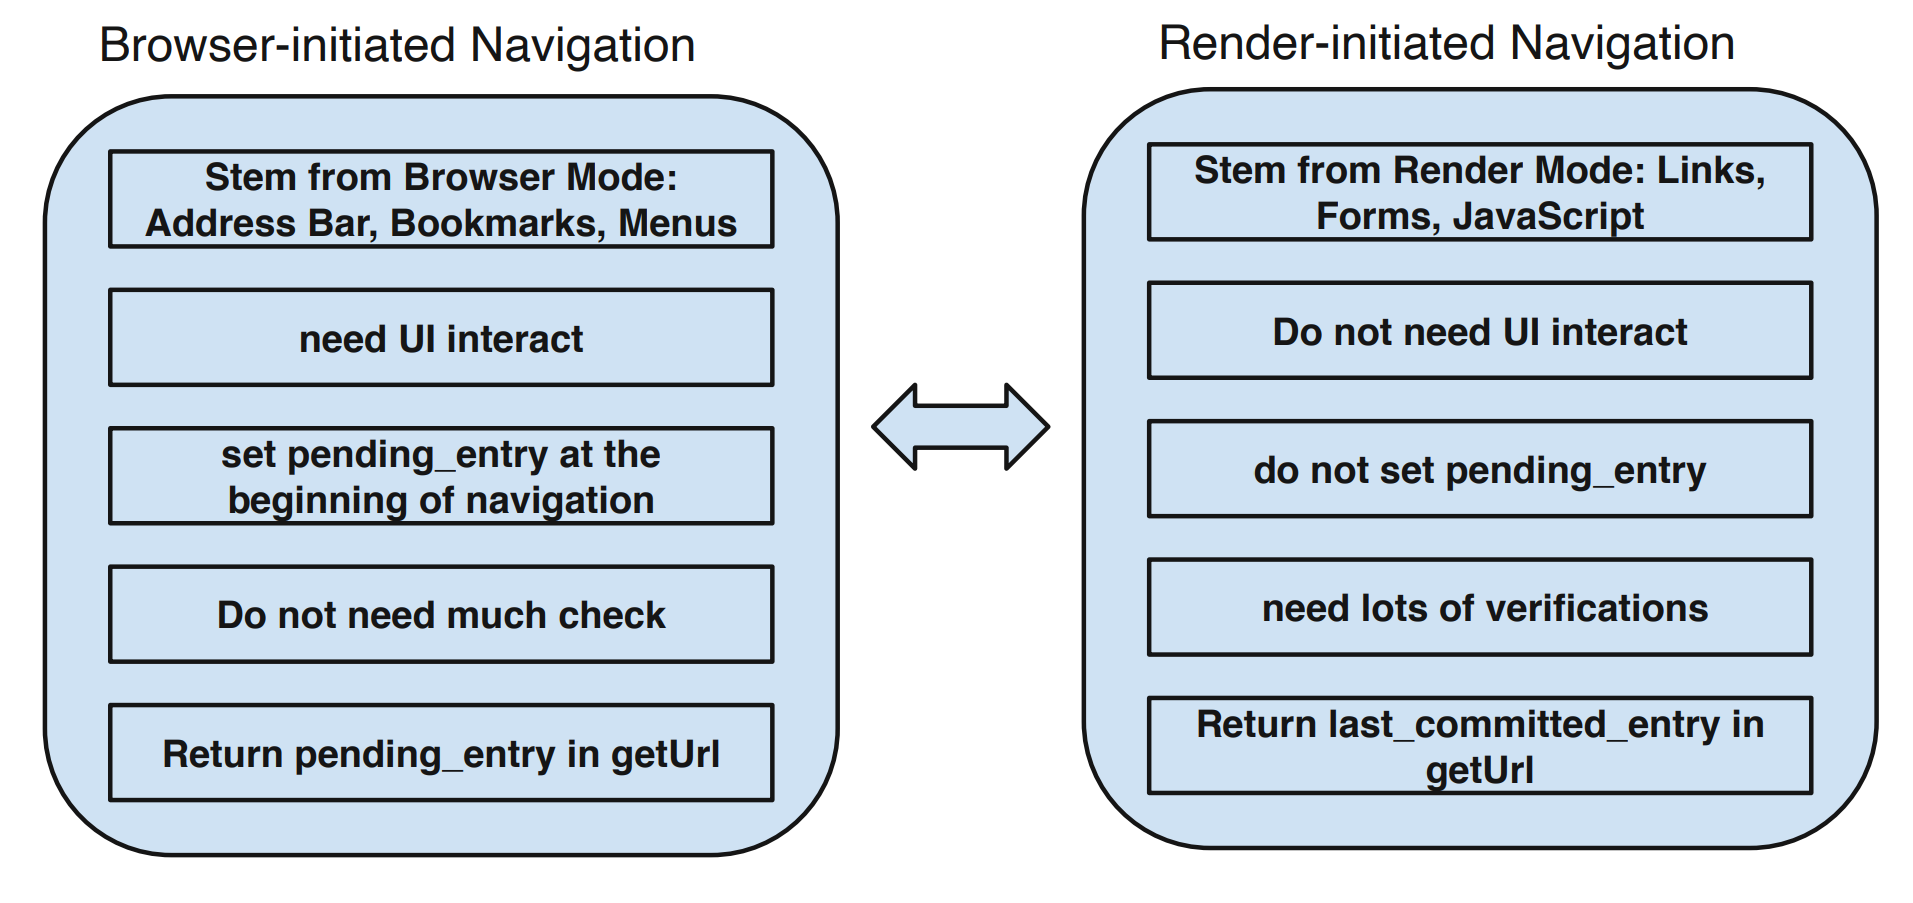 Browser-initiated Navigation
Stem from Browser Mode:
Address Bar, Bookmarks, Menus
need UI interact
set pending_entry at the
beginning of navigation
Do not need much check
Return pending_entry in getUrl
Render-initiated Navigation
Stem from Render Mode: Links,
Forms, JavaScript
Do not need UI interact
do not set pending_entry
need lots of verifications
Return last_committed_entry in
getUrl